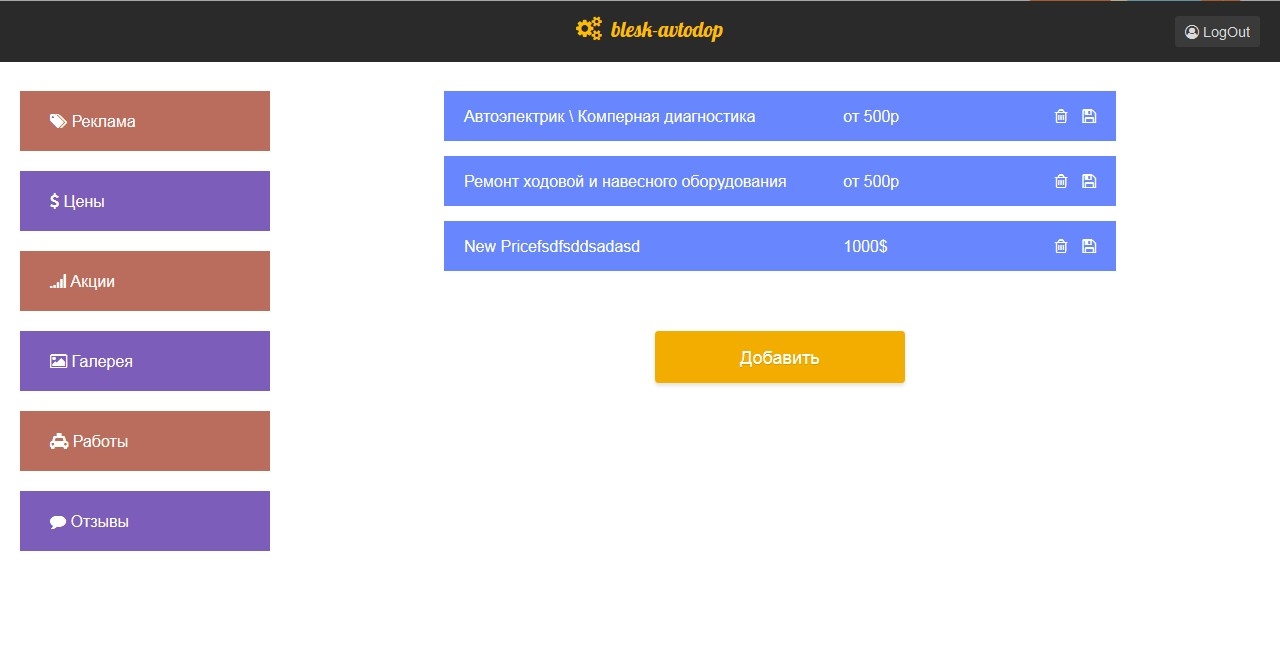 blesk-avtodop
LogOut
Реклама
Цены
Акции
Галерея
Работы
Отзывы
Автоэлектрик \ Комперная диагностика от 500р
Ремонт ходовой и навесного оборудования от 500р
New Pricefsdfsddsadasd 1000$
Добавить